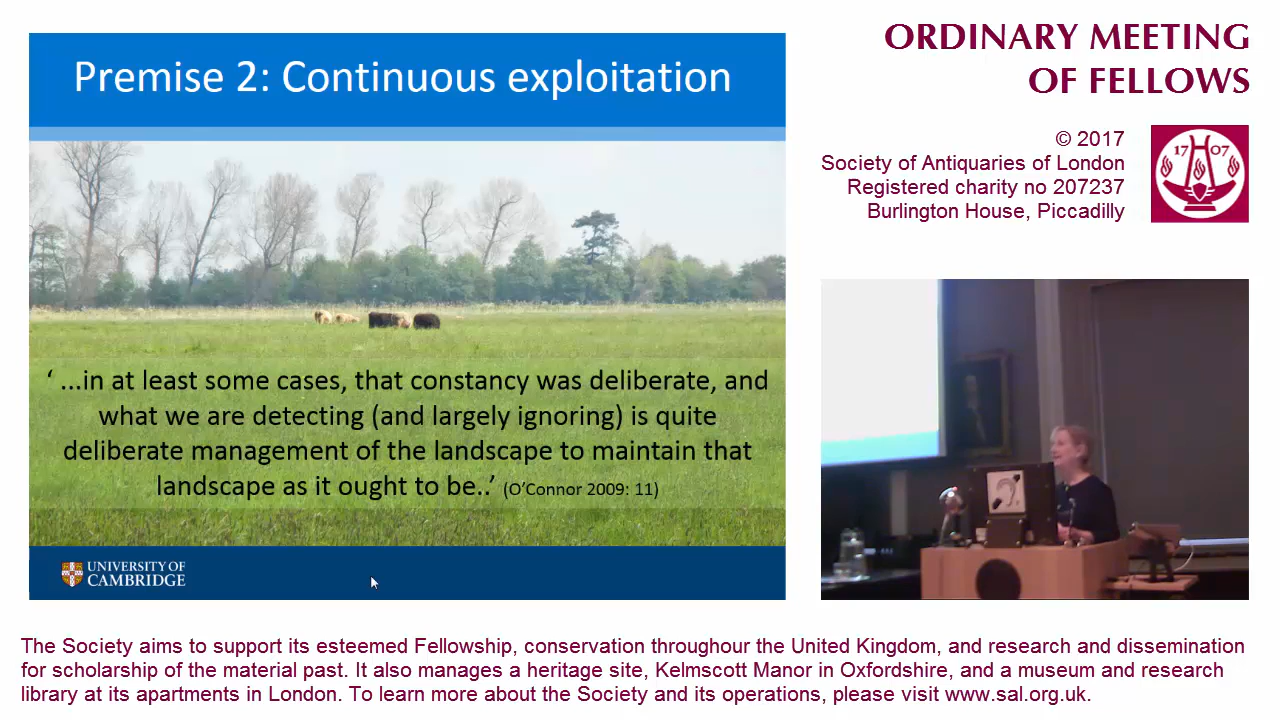 Premise 2: Continuous exploitation
‘ ...in at least some cases, that constancy was deliberate, and
what we are detecting (and largely ignoring) is quite
deliberate management of the landscape to maintain that
landscape as it ought to be..’ (O’Connor 2009: 11)
UNIVERSITY OF
CAMBRIDGE
ORDINARY MEETING
OF FELLOWS
© 2017
Society of Antiquaries of London
Registered charity no 207237
Burlington House, Piccadilly
17 07
The Society aims to support its esteemed Fellowship, conservation throughour the United Kingdom, and research and dissemination
for scholarship of the material past. It also manages a heritage site, Kelmscott Manor in Oxfordshire, and a museum and research
library at its apartments in London. To learn more about the Society and its operations, please visit www.sal.org.uk.